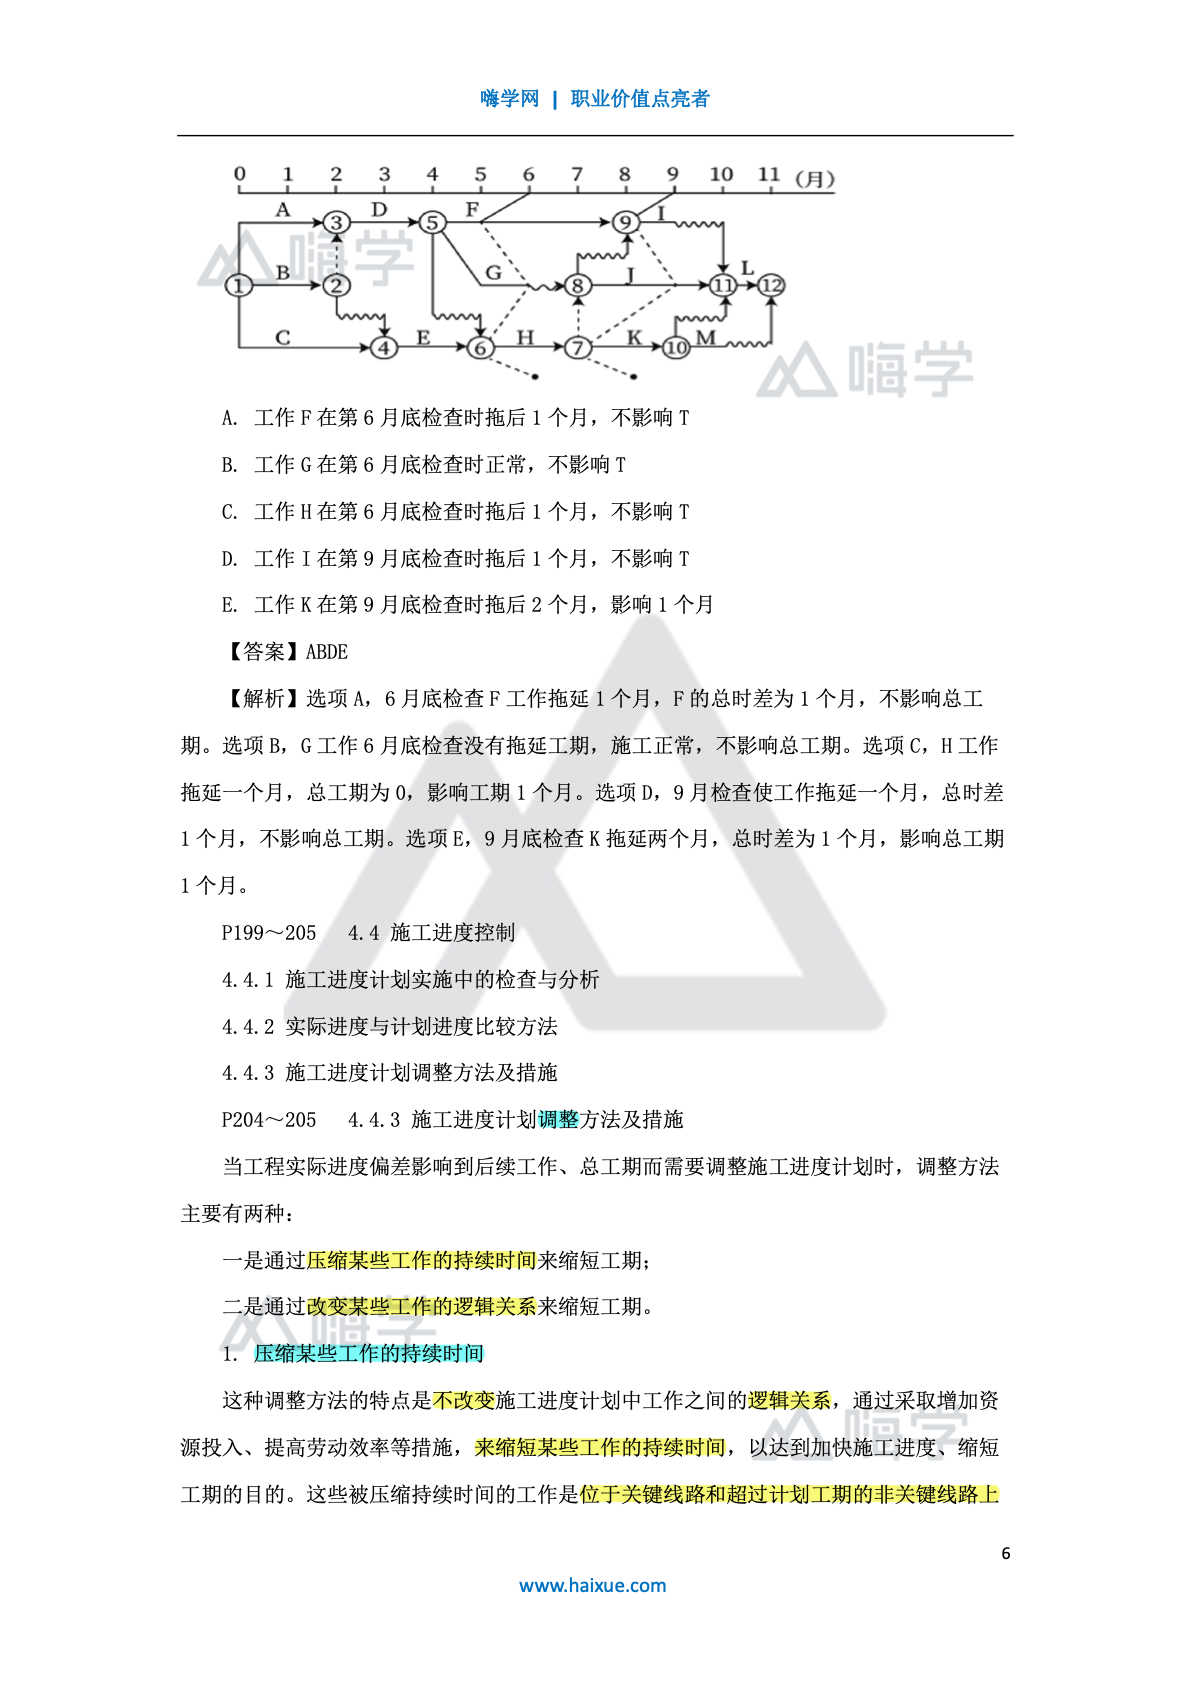 嗨学网 | 职业价值点亮者
0 1 2 3 4 5 6 7 8 9 10 11 (月)
A D F I
3 5 9
嗨学
B G J L
1 2 8 11 12
C E H K M
4 6 7 10
嗨学
A. 工作 F 在第 6 月底检查时拖后 1 个月，不影响 T
B. 工作 G 在第 6 月底检查时正常，不影响 T
C. 工作 H 在第 6 月底检查时拖后 1 个月，不影响 T
D. 工作 I 在第 9 月底检查时拖后 1 个月，不影响 T
E. 工作 K 在第 9 月底检查时拖后 2 个月，影响 1 个月
【答案】ABDE
【解析】选项 A，6 月底检查 F 工作拖延 1 个月，F 的总时差为 1 个月，不影响总工
期。选项 B，G 工作 6 月底检查没有拖延工期，施工正常，不影响总工期。选项 C，H 工作
拖延一个月，总工期为 0，影响工期 1 个月。选项 D，9 月检查使工作拖延一个月，总时差
1 个月，不影响总工期。选项 E，9 月底检查 K 拖延两个月，总时差为 1 个月，影响总工期
1 个月。
P199～205 4.4 施工进度控制
4.4.1 施工进度计划实施中的检查与分析
4.4.2 实际进度与计划进度比较方法
4.4.3 施工进度计划调整方法及措施
P204～205 4.4.3 施工进度计划调整方法及措施
当工程实际进度偏差影响到后续工作、总工期而需要调整施工进度计划时，调整方法
主要有两种：
一是通过压缩某些工作的持续时间来缩短工期；
二是通过改变某些工作的逻辑关系来缩短工期。
嗨学
1. 压缩某些工作的持续时间
这种调整方法的特点是不改变施工进度计划中工作之间的逻辑关系，通过采取增加资
嗨学
源投入、提高劳动效率等措施，来缩短某些工作的持续时间，以达到加快施工进度、缩短
工期的目的。这些被压缩持续时间的工作是位于关键线路和超过计划工期的非关键线路上
6
www.haixue.com